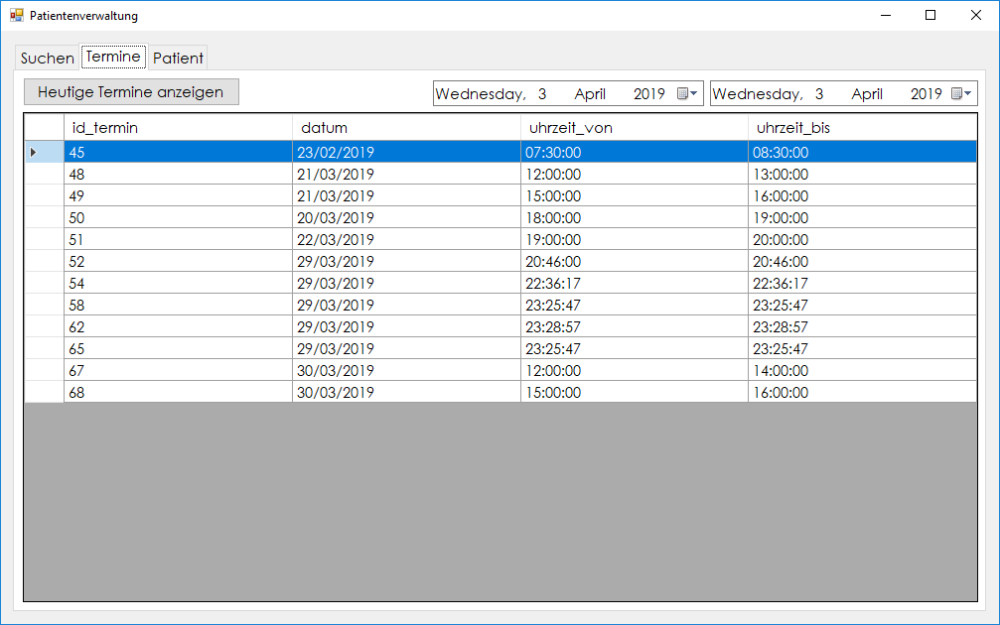 Patientenverwaltung
Suchen Termine Patient
Heutige Termine anzeigen Wednesday, 3 April 2019 Wednesday, 3 April 2019
id_termin datum uhrzeit_von uhrzeit_bis
45 23/02/2019 07:30:00 08:30:00
48 21/03/2019 12:00:00 13:00:00
49 21/03/2019 15:00:00 16:00:00
50 20/03/2019 18:00:00 19:00:00
51 22/03/2019 19:00:00 20:00:00
52 29/03/2019 20:46:00 20:46:00
54 29/03/2019 22:36:17 22:36:17
58 29/03/2019 23:25:47 23:25:47
62 29/03/2019 23:28:57 23:28:57
65 29/03/2019 23:25:47 23:25:47
67 30/03/2019 12:00:00 14:00:00
68 30/03/2019 15:00:00 16:00:00